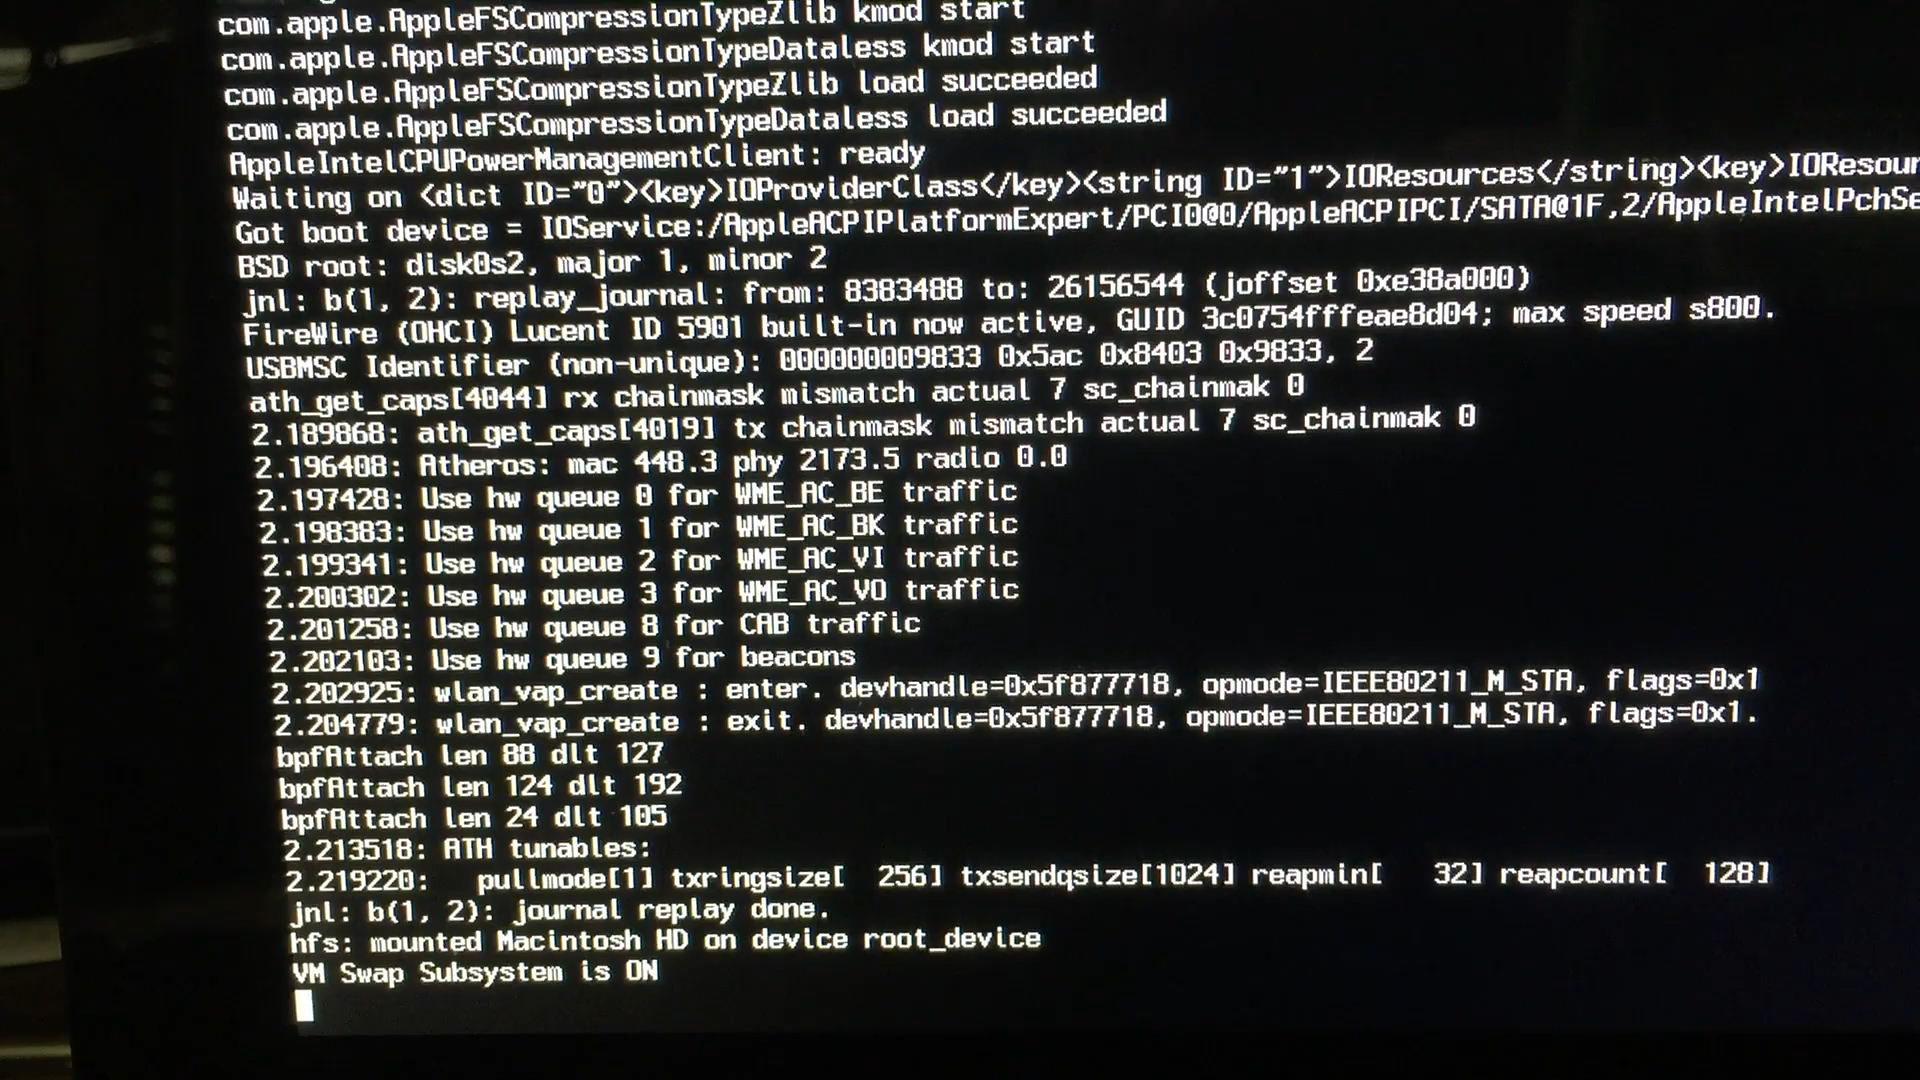 com.apple.AppleFSCompressionTypeZlib kmod start
com.apple.AppleFSCompressionTypeDataless kmod start
com.apple.AppleFSCompressionTypeZlib load succeeded
com.apple.AppleFSCompressionTypeDataless load succeeded
AppleIntelCPUPowerManagementClient: ready
Waiting on <dict ID="0"><key>IOProviderClass</key><string ID="1">IOResources</string><key>IOResour
Got boot device = IOService:/AppleACPIPlatformExpert/PCI0@0/AppleACPIPCI/SATA@1F,2/AppleIntelPchSe
BSD root: disk0s2, major 1, minor 2
jnl: b(1, 2): replay_journal: from: 8383488 to: 26156544 (joffset 0xe38a000)
FireWire (OHCI) Lucent ID 5901 built-in now active, GUID 3c0754fffeae8d04; max speed s800.
USBMSC Identifier (non-unique): 000000009833 0x5ac 0x8403 0x9833, 2
ath_get_caps[4044] rx chainmask mismatch actual 7 sc_chainmak 0
2.189868: ath_get_caps[4019] tx chainmask mismatch actual 7 sc_chainmak 0
2.196408: Atheros: mac 448.3 phy 2173.5 radio 0.0
2.197428: Use hw queue 0 for WME_AC_BE traffic
2.198383: Use hw queue 1 for WME_AC_BK traffic
2.199341: Use hw queue 2 for WME_AC_VI traffic
2.200302: Use hw queue 3 for WME_AC_VO traffic
2.201258: Use hw queue 8 for CAB traffic
2.202103: Use hw queue 9 for beacons
2.202925: wlan_vap_create : enter. devhandle=0x5f877718, opmode=IEEE80211_M_STA, flags=0x1
2.204779: wlan_vap_create : exit. devhandle=0x5f877718, opmode=IEEE80211_M_STA, flags=0x1.
bpfAttach len 88 dlt 127
bpfAttach len 124 dlt 192
bpfAttach len 24 dlt 105
2.213518: ATH tunables:
2.219220:   pullmode[1] txringsize[  256] txsendqsize[1024] reapmin[   32] reapcount[  128]
jnl: b(1, 2): journal replay done.
hfs: mounted Macintosh HD on device root_device
VM Swap Subsystem is ON